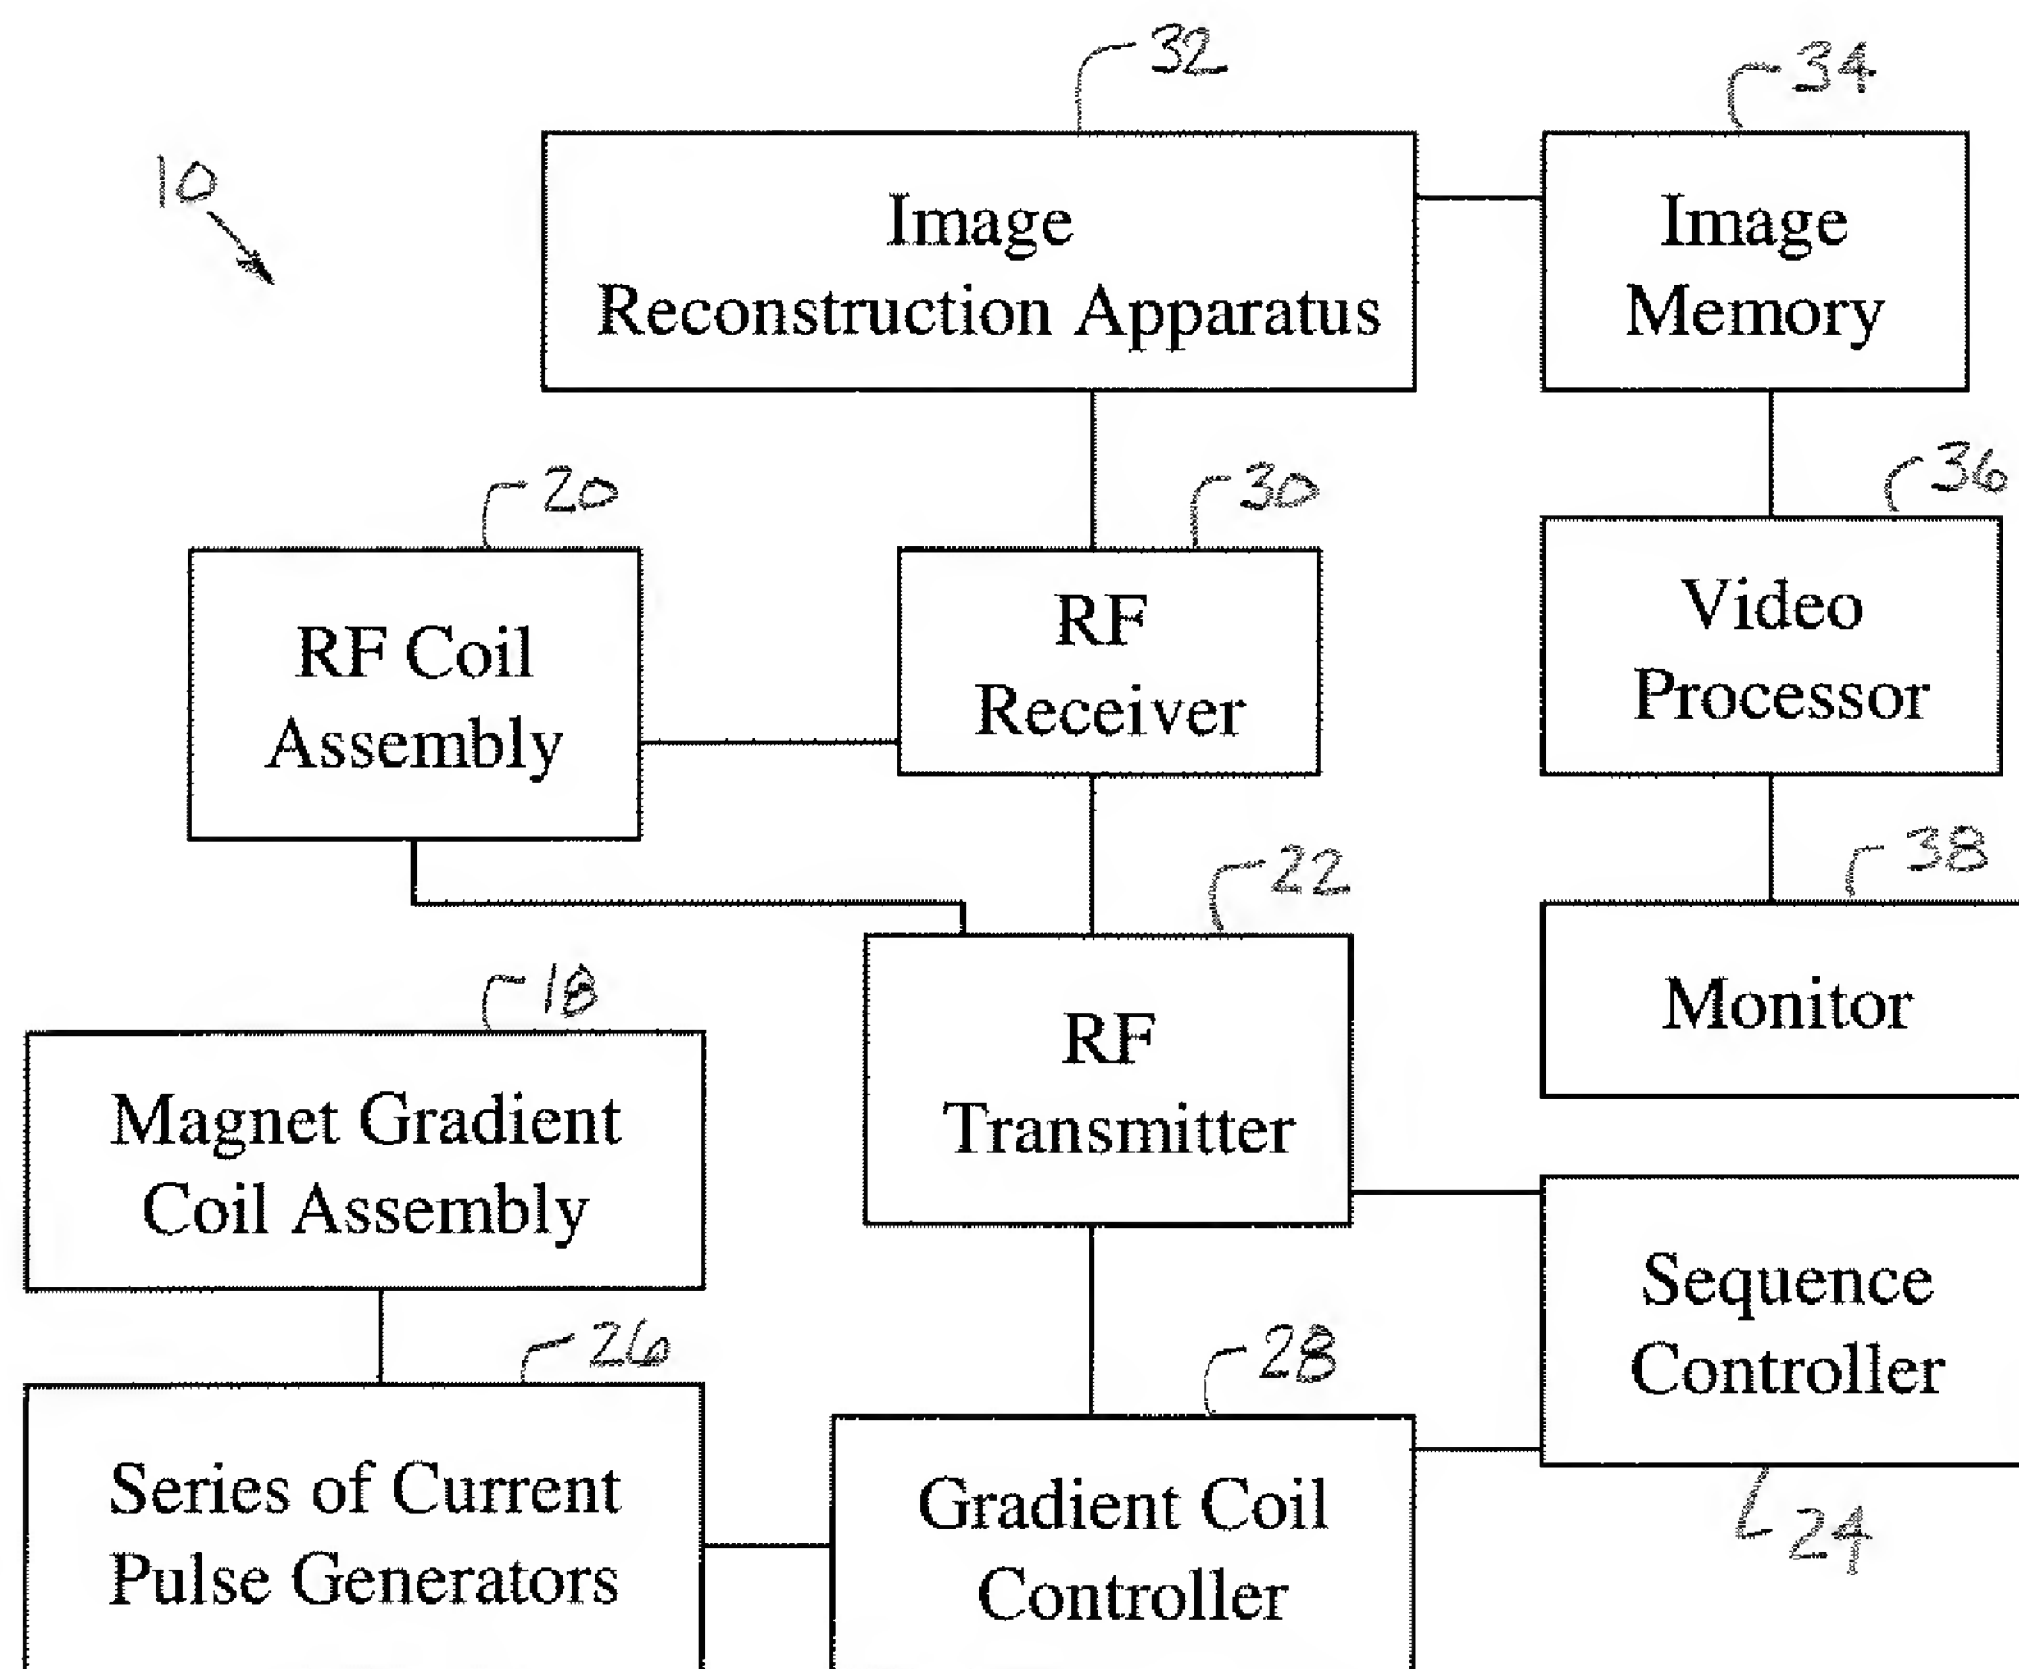 32
34
10
Image
Reconstruction Apparatus
Image
Memory
20
30
36
RF Coil
Assembly
RF
Receiver
Video
Processor
22
38
18
Magnet Gradient
Coil Assembly
RF
Transmitter
Monitor
26
28
Sequence
Controller
24
Series of Current
Pulse Generators
Gradient Coil
Controller